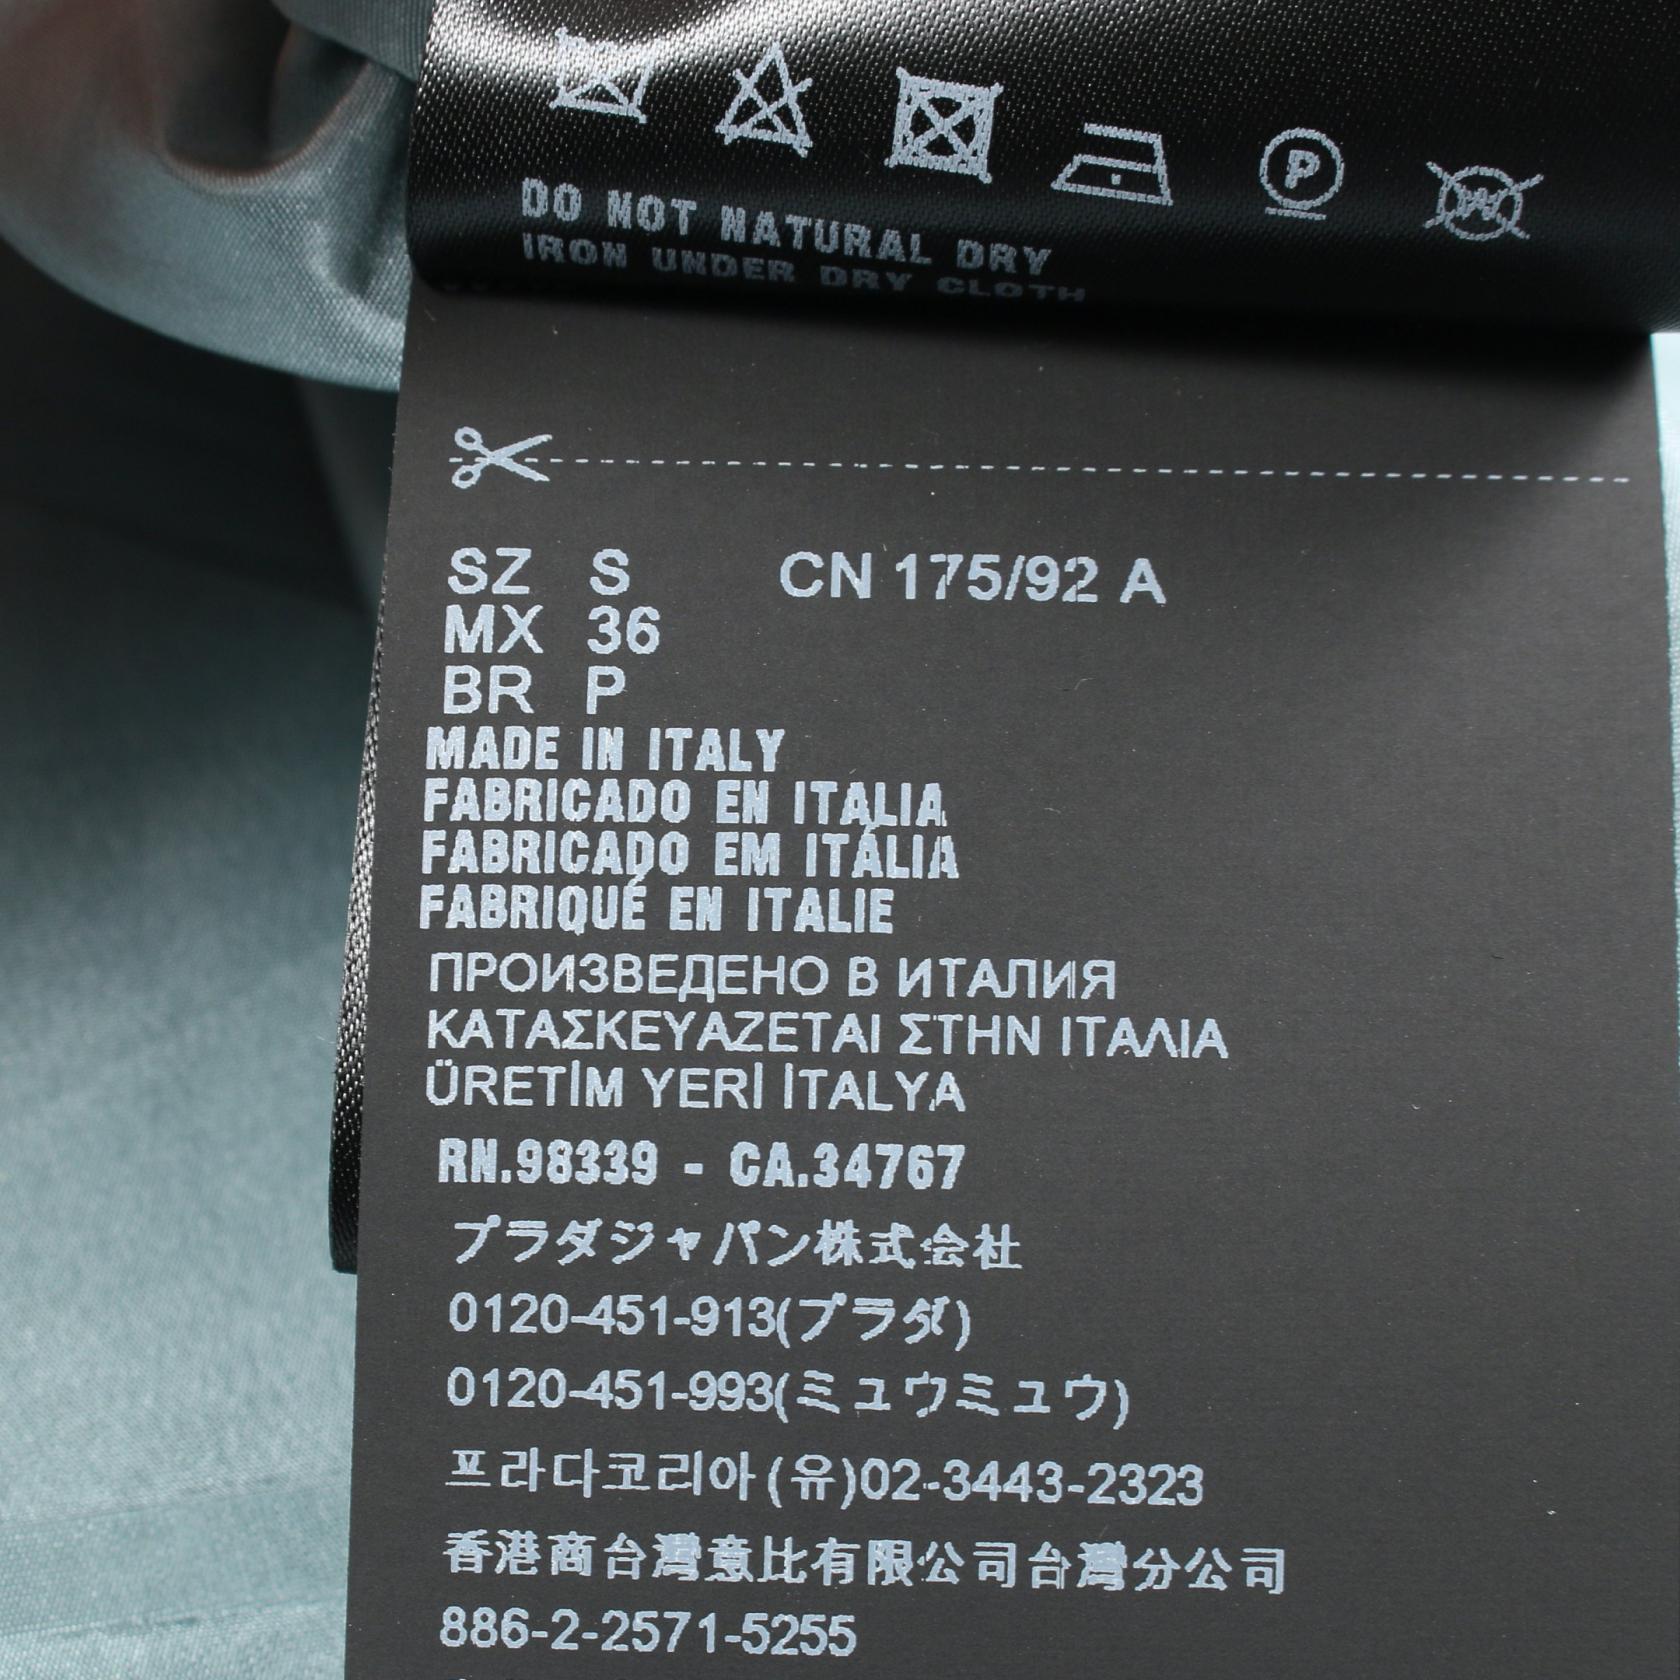 P
W
DO NOT NATURAL DRY
IRON UNDER DRY CLOTH
SZ S CN 175/92 A
MX 36
BR P
MADE IN ITALY
FABRICADO EN ITALIA
FABRICADO EM ITÁLIA
FABRIQUÉ EN ITALIE
ПРОИЗВЕДЕНО В ИТАЛИЯ
ΚΑΤΑΣΚΕΥΑΖΕΤΑΙ ΣΤΗΝ ΙΤΑΛΙΑ
ÜRETİM YERİ İTALYA
RN.98339 - CA.34767
プラダジャパン株式会社
0120-451-913(プラダ)
0120-451-993(ミュウミュウ)
프라다코리아(유)02-3443-2323
香港商台灣意比有限公司台灣分公司
886-2-2571-5255